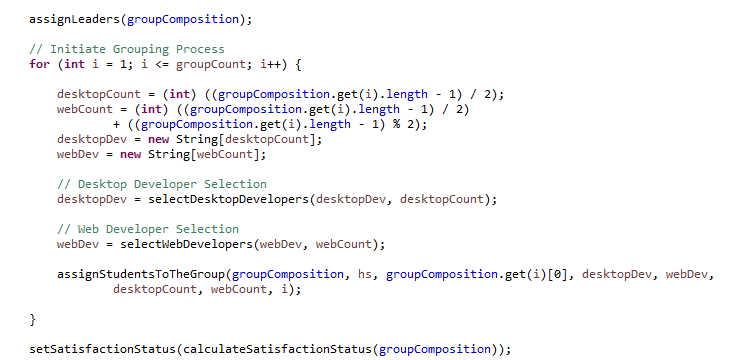 assignLeaders(groupComposition);
// Initiate Grouping Process
for (int i = 1; i <= groupCount; i++) {
desktopCount = (int) ((groupComposition.get(i).length - 1) / 2);
webCount = (int) ((groupComposition.get(i).length - 1) / 2)
+ ((groupComposition.get(i).length - 1) % 2);
desktopDev = new String[desktopCount];
webDev = new String[webCount];
// Desktop Developer Selection
desktopDev = selectDesktopDevelopers(desktopDev, desktopCount);
// Web Developer Selection
webDev = selectWebDevelopers(webDev, webCount);
assignStudentsToTheGroup(groupComposition, hs, groupComposition.get(i)[0], desktopDev, webDev,
desktopCount, webCount, i);
}
setSatisfactionStatus(calculateSatisfactionStatus(groupComposition));